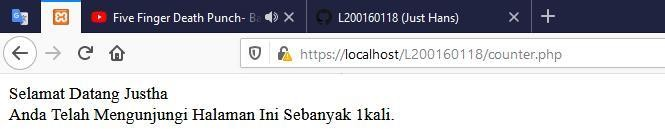 Five Finger Death Punch- Ba
L200160118 (Just Hans)
https://localhost/L200160118/counter.php
Selamat Datang Justha
Anda Telah Mengunjungi Halaman Ini Sebanyak 1kali.